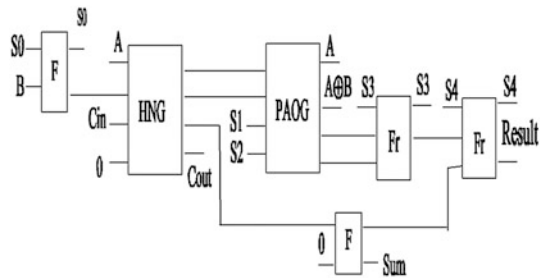 S0
S0
B
F
A
Cin
0
HNG
Cout
S1
S2
PAOG
A
A⊕B
S3
Fr
S3
S4
Fr
S4
Result
0
F
Sum